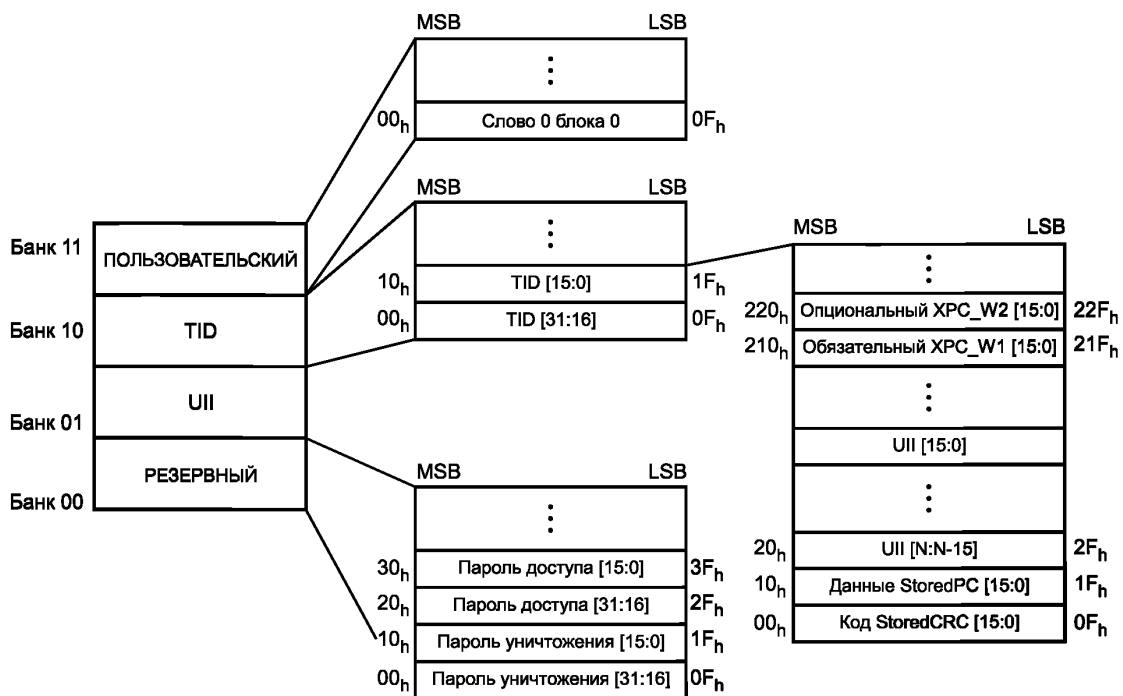 MSB LSB
00h Слово 0 блока 0 0Fh
MSB LSB
10h TID [15:0] 1Fh
00h TID [31:16] 0Fh
Банк 11 ПОЛЬЗОВАТЕЛЬСКИЙ
Банк 10 TID
Банк 01 UII
Банк 00 РЕЗЕРВНЫЙ
MSB LSB
30h Пароль доступа [15:0] 3Fh
20h Пароль доступа [31:16] 2Fh
10h Пароль уничтожения [15:0] 1Fh
00h Пароль уничтожения [31:16] 0Fh
MSB LSB
220h Опциональный XPC_W2 [15:0] 22Fh
210h Обязательный XPC_W1 [15:0] 21Fh
UII [15:0]
20h UII [N:N-15] 2Fh
10h Данные StoredPC [15:0] 1Fh
00h Код StoredCRC [15:0] 0Fh